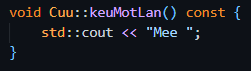 void Cuu::keuMotLan() const {
    std::cout << "Mee ";
}